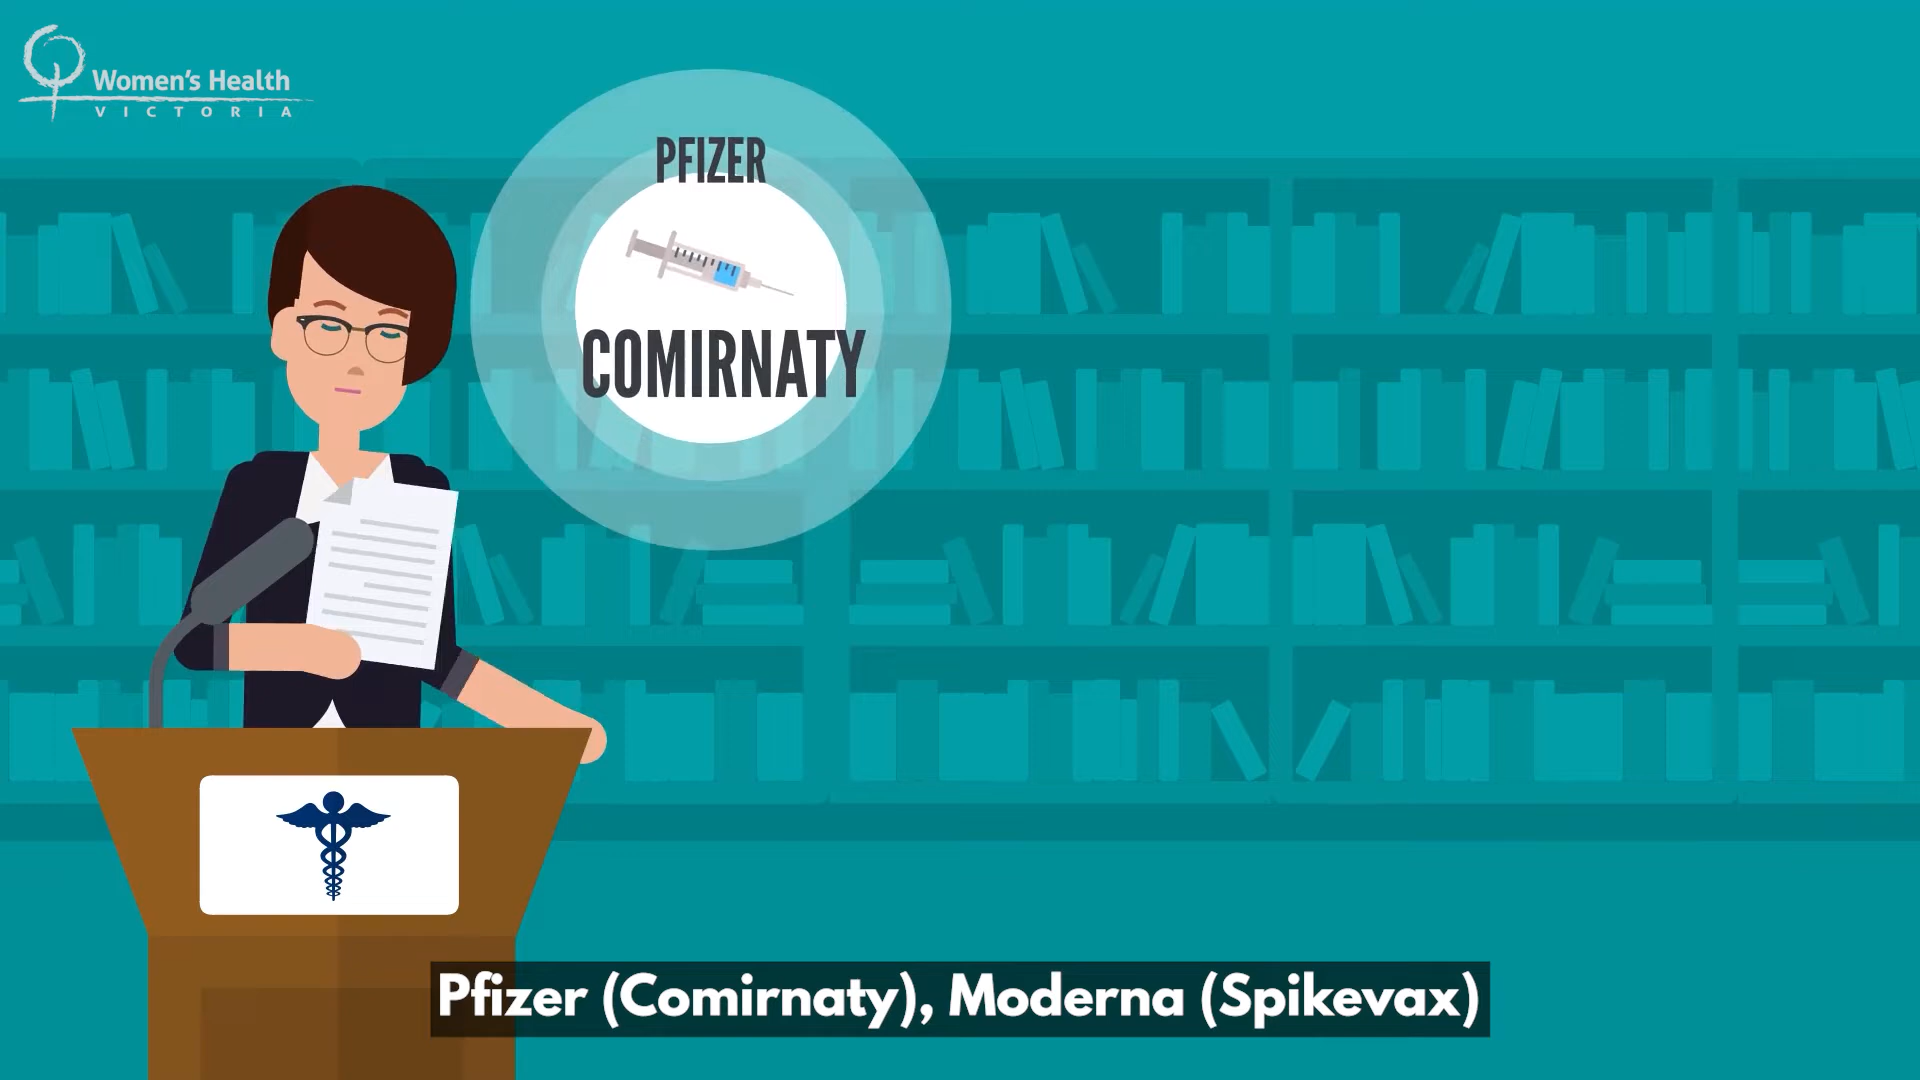 Women's Health
VICTORIA
PFIZER
COMIRNATY
Pfizer (Comirnaty), Moderna (Spikevax)